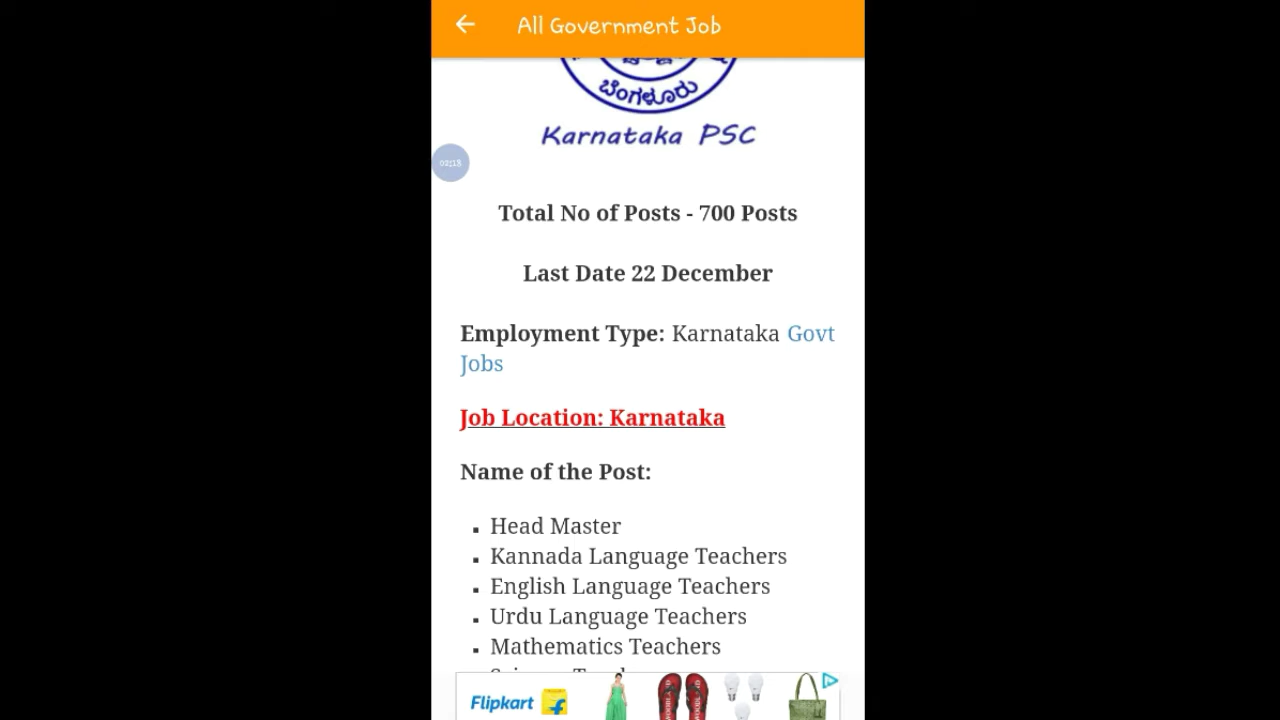 All Government Job
ಬೆಂಗಳೂರು
Karnataka PSC
02:18
Total No of Posts - 700 Posts
Last Date 22 December
Employment Type: Karnataka Govt
Jobs
Job Location: Karnataka
Name of the Post:
▪ Head Master
▪ Kannada Language Teachers
▪ English Language Teachers
▪ Urdu Language Teachers
▪ Mathematics Teachers
Flipkart